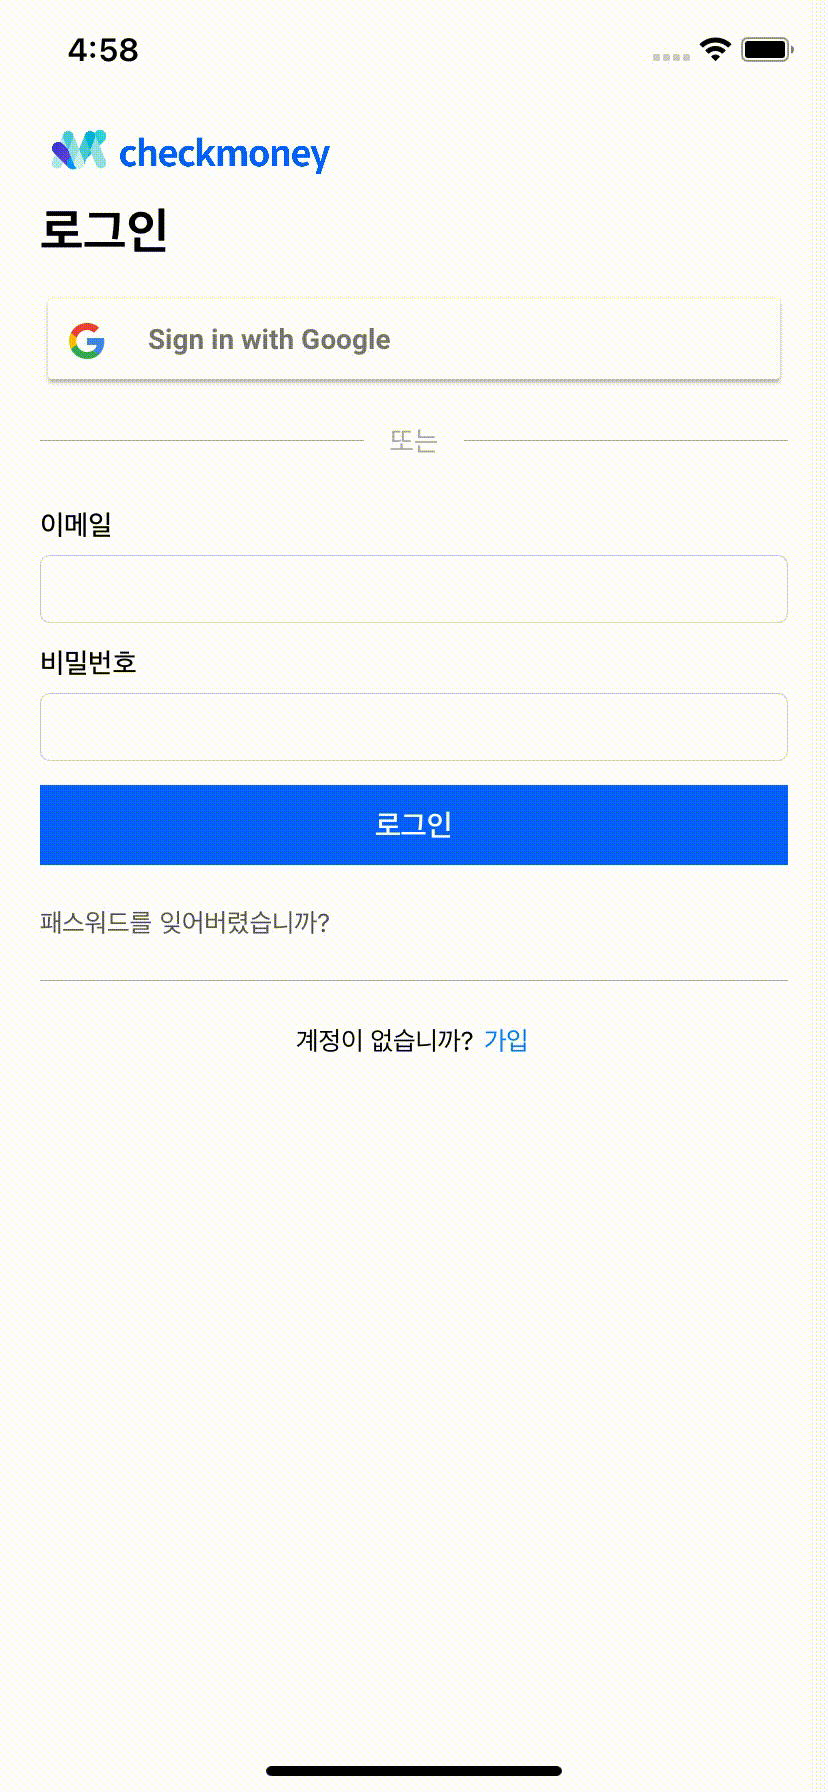 4:58
checkmoney
로그인
Sign in with Google
또는
이메일
비밀번호
로그인
패스워드를 잊어버렸습니까?
계정이 없습니까? 가입